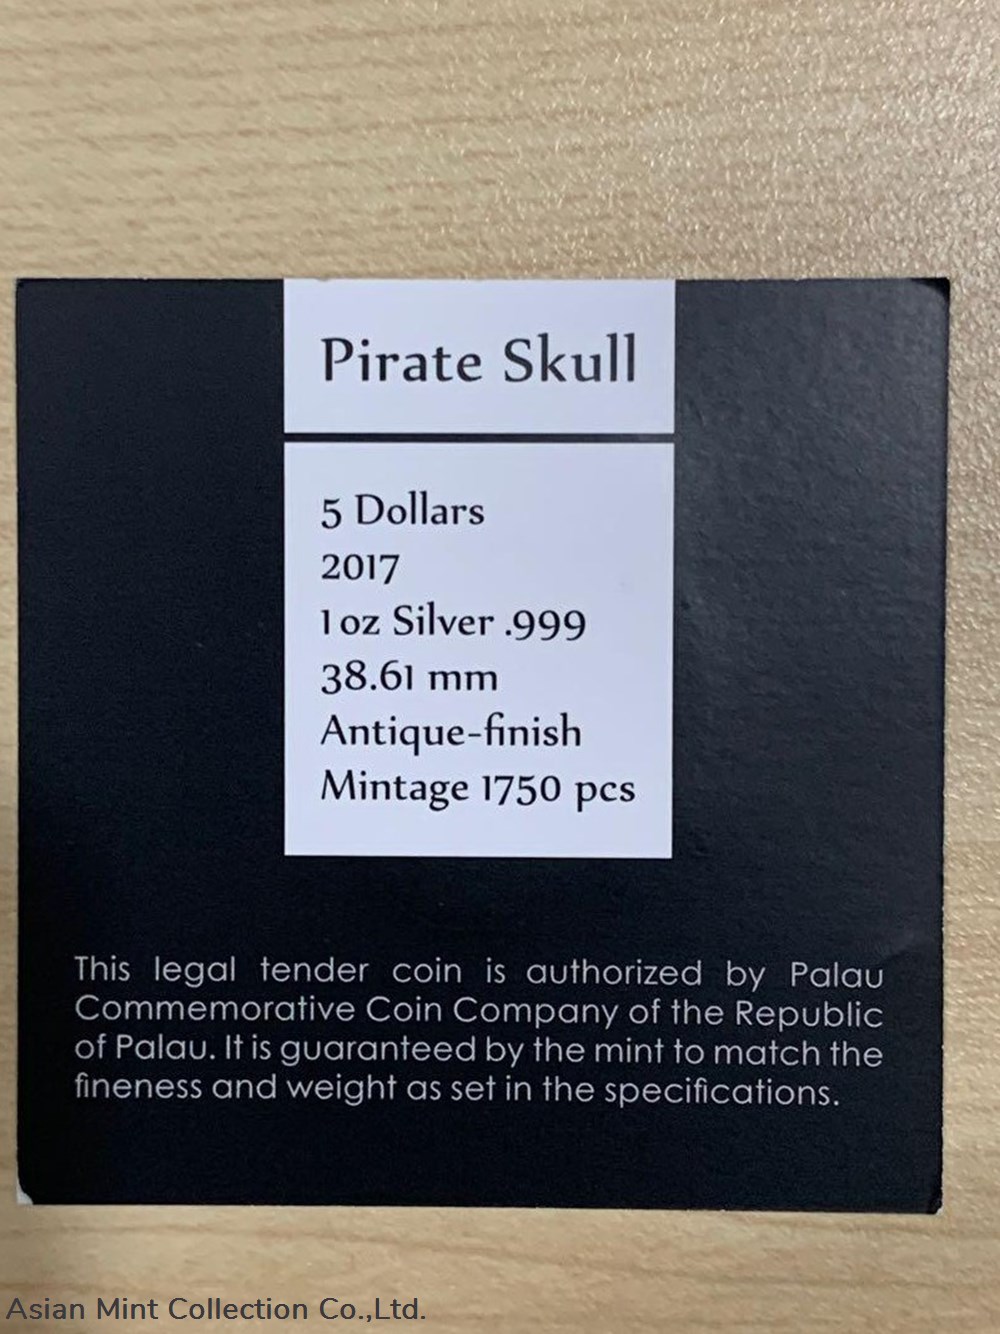 Pirate Skull
5 Dollars
2017
1 oz Silver .999
38.61 mm
Antique-finish
Mintage 1750 pcs
This legal tender coin is authorized by Palau
Commemorative Coin Company of the Republic
of Palau. It is guaranteed by the mint to match the
fineness and weight as set in the specifications.
Asian Mint Collection Co.,Ltd.